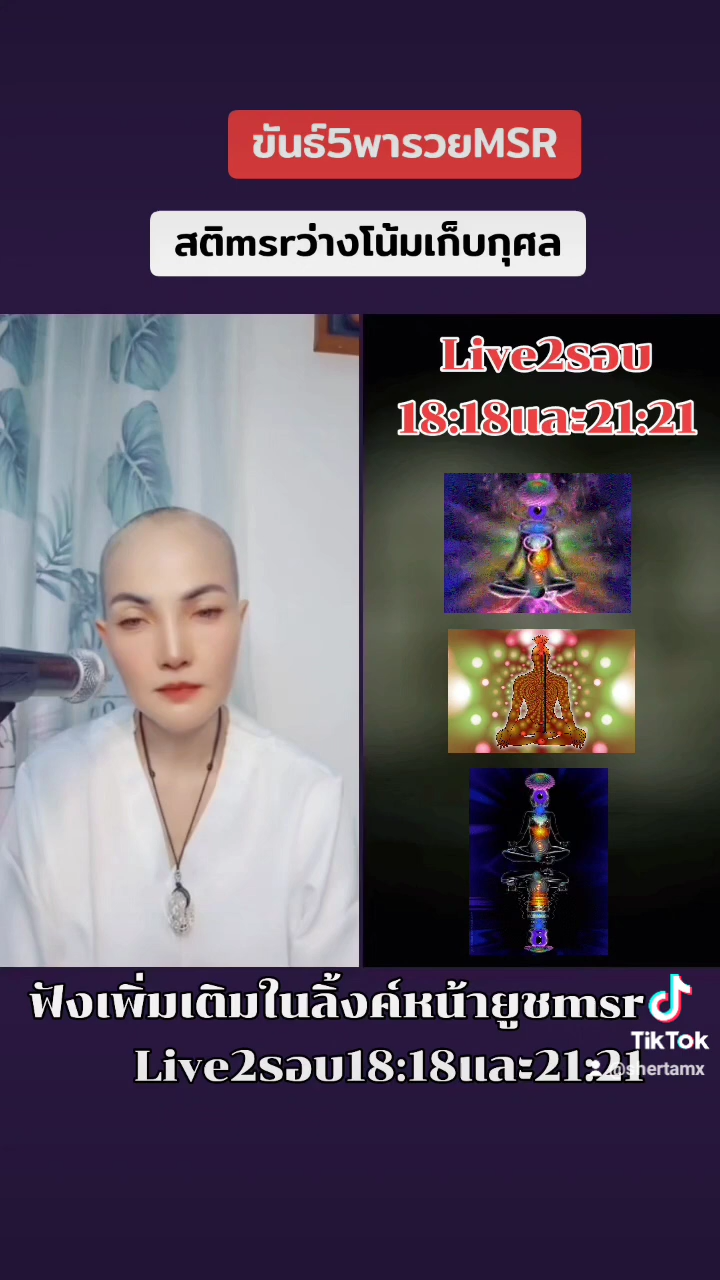 ขันธ์5พารวยMSR
สติmsrว่างโน้มเก็บกุศล
Live2รอบ
18:18และ21:21
ฟังเพิ่มเติมในลิ้งค์หน้ายูชmsr
TikTok
Live2รอบ18:18และ21:21
@shertamx